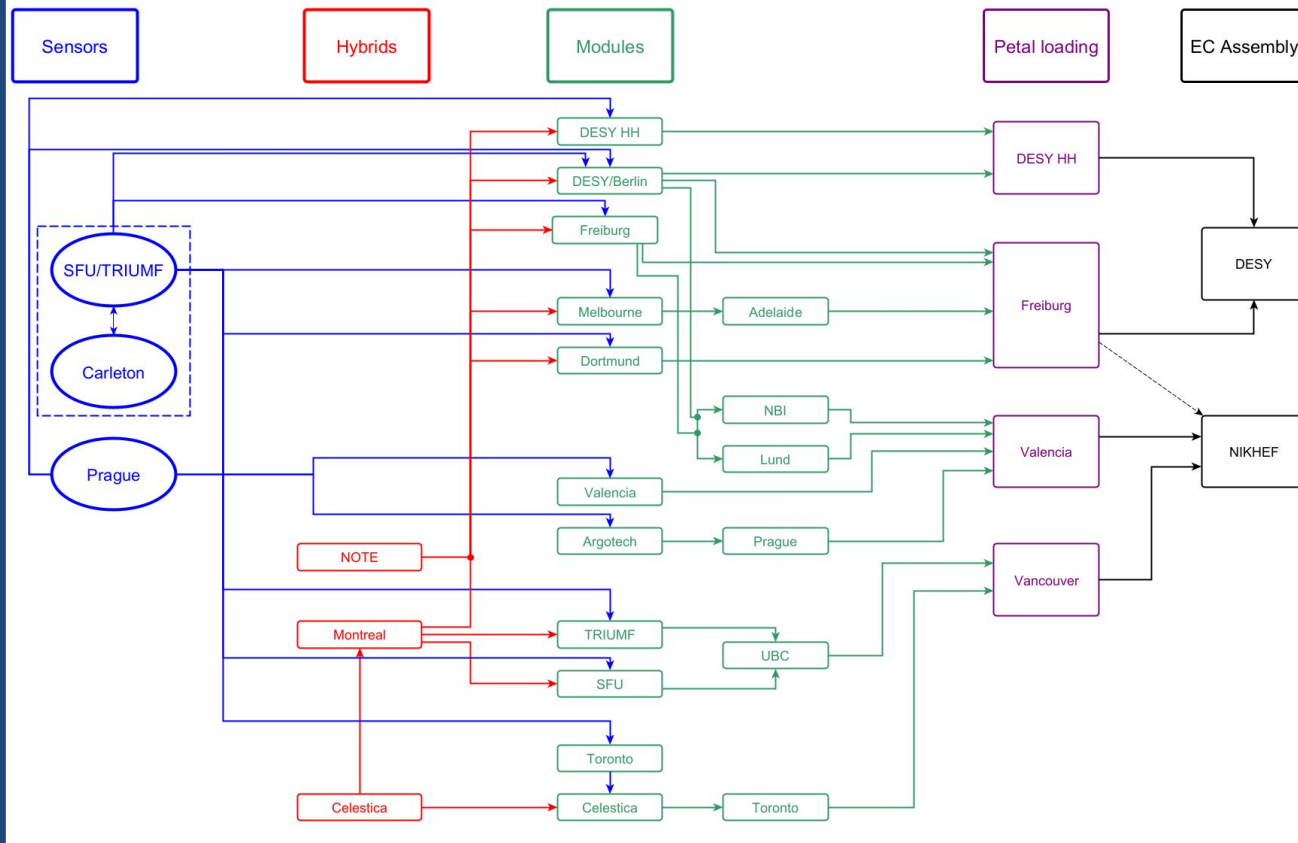 Sensors
Hybrids
Modules
Petal loading
EC Assembly
DESY HH
DESY HH
DESY/Berlin
Freiburg
SFU/TRIUMF
DESY
Melbourne
Adelaide
Freiburg
Dortmund
Carleton
NBI
Lund
Valencia
NIKHEF
Prague
Valencia
Argotech
Prague
NOTE
Vancouver
Montreal
TRIUMF
UBC
SFU
Toronto
Celestica
Celestica
Toronto